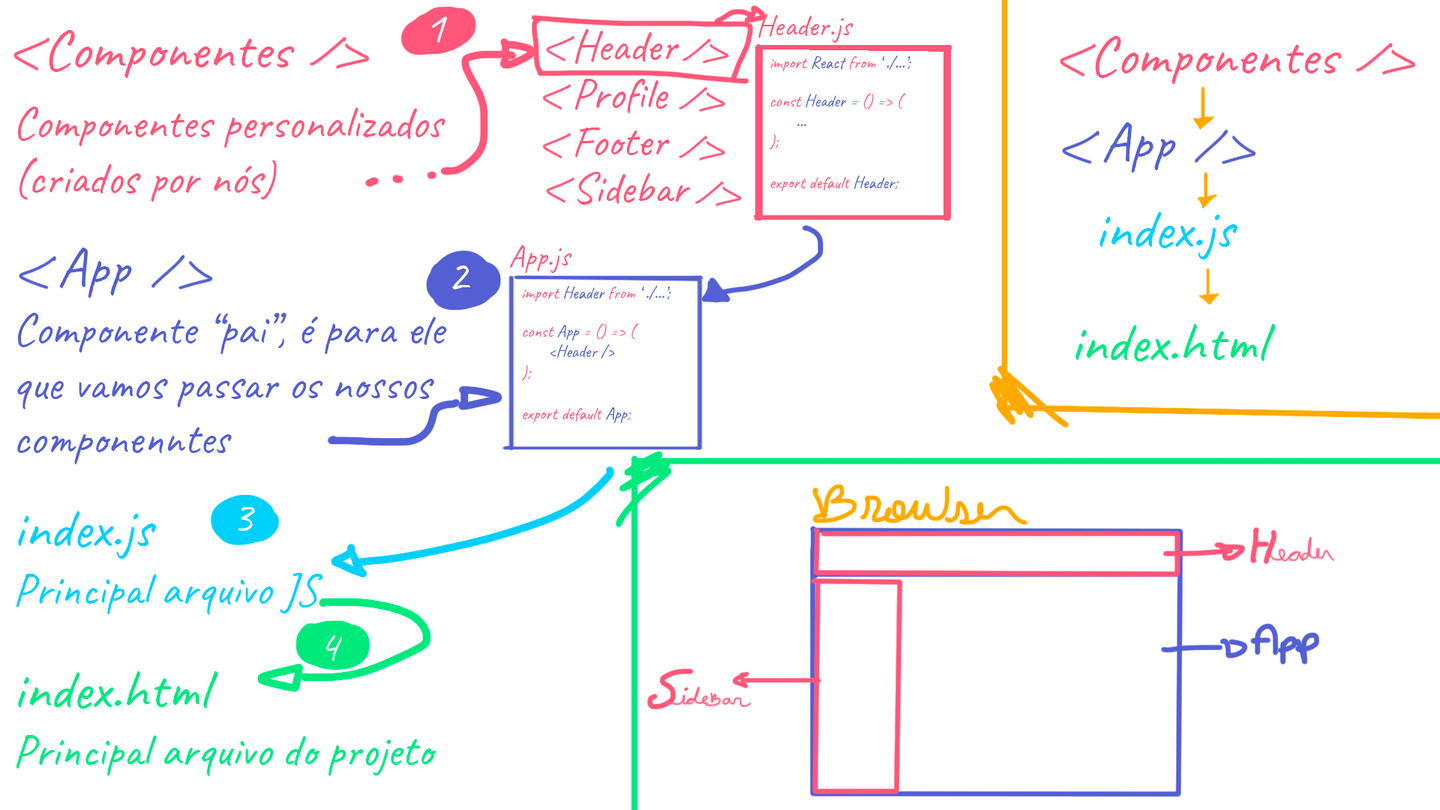 <Componentes />
Componentes personalizados
(criados por nós)
1
<Header />
<Profile />
<Footer />
<Sidebar />
Header.js
import React from './...';
const Header = () => (
...
);
export default Header;
<App />
Componente “pai”, é para ele
que vamos passar os nossos
componenntes
2
App.js
import Header from './...';
const App = () => (
<Header />
);
export default App;
index.js
3
Principal arquivo JS
4
index.html
Principal arquivo do projeto
<Componentes />
<App />
index.js
index.html
Browser
Header
App
Sidebar